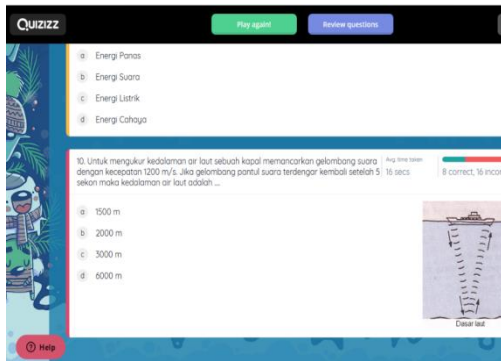 QUIZIZZ
Play again!
Review questions
a Energi Panas
b Energi Suara
c Energi Listrik
d Energi Cahaya
10. Untuk mengukur kedalaman air laut sebuah kapal memancarkan gelombang suara
dengan kecepatan 1200 m/s. Jika gelombang pantul suara terdengar kembali setelah 5
sekon maka kedalaman air laut adalah ...
Avg. time taken
16 secs
8 correct, 16 incor
a 1500 m
b 2000 m
c 3000 m
d 6000 m
Dasar laut
Help